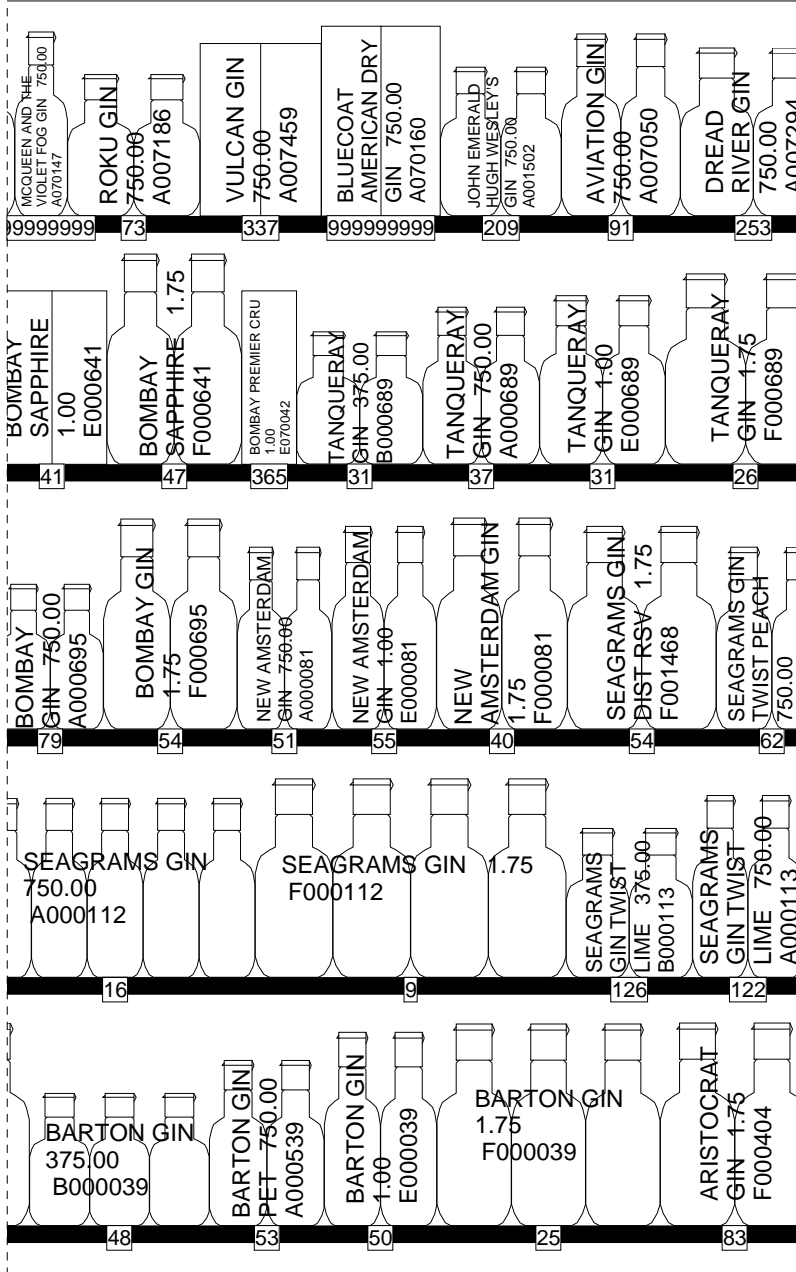 MCQUEEN AND THE
VIOLET FOG GIN 750.00
A070147
ROKU GIN
750.00
A007186
VULCAN GIN
750.00
A007459
BLUECOAT
AMERICAN DRY
GIN 750.00
A070160
JOHN EMERALD
HUGH WESLEY'S
GIN 750.00
A001502
AVIATION GIN
750.00
A007050
DREAD
RIVER GIN
750.00
A007294
99999999
73
337
999999999
209
91
253
BOMBAY
SAPPHIRE
1.00
E000641
BOMBAY
SAPPHIRE 1.75
F000641
BOMBAY PREMIER CRU
1.00
E070042
TANQUERAY
GIN 375.00
B000689
TANQUERAY
GIN 750.00
A000689
TANQUERAY
GIN 1.00
E000689
TANQUERAY
GIN 1.75
F000689
41
47
365
31
37
31
26
BOMBAY
GIN 750.00
A000695
BOMBAY GIN
1.75
F000695
NEW AMSTERDAM
GIN 750.00
A000081
NEW AMSTERDAM
GIN 1.00
E000081
NEW
AMSTERDAM GIN
1.75
F000081
SEAGRAMS GIN
DIST RSV 1.75
F001468
SEAGRAMS GIN
TWIST PEACH
750.00
79
54
51
55
40
54
62
SEAGRAMS GIN
750.00
A000112
SEAGRAMS GIN 1.75
F000112
SEAGRAMS
GIN TWIST
LIME 375.00
B000113
SEAGRAMS
GIN TWIST
LIME 750.00
A000113
16
9
126
122
BARTON GIN
375.00
B000039
BARTON GIN
PET 750.00
A000539
BARTON GIN
1.00
E000039
BARTON GIN
1.75
F000039
ARISTOCRAT
GIN 1.75
F000404
48
53
50
25
83